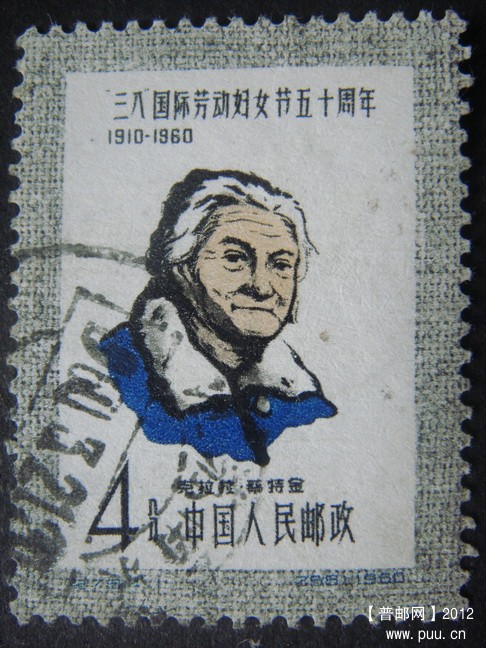 "三八"国际劳动妇女节五十周年
1910-1960
克拉拉·蔡特金
4分 中国人民邮政
1960
【普邮网】2012
www.puu.cn